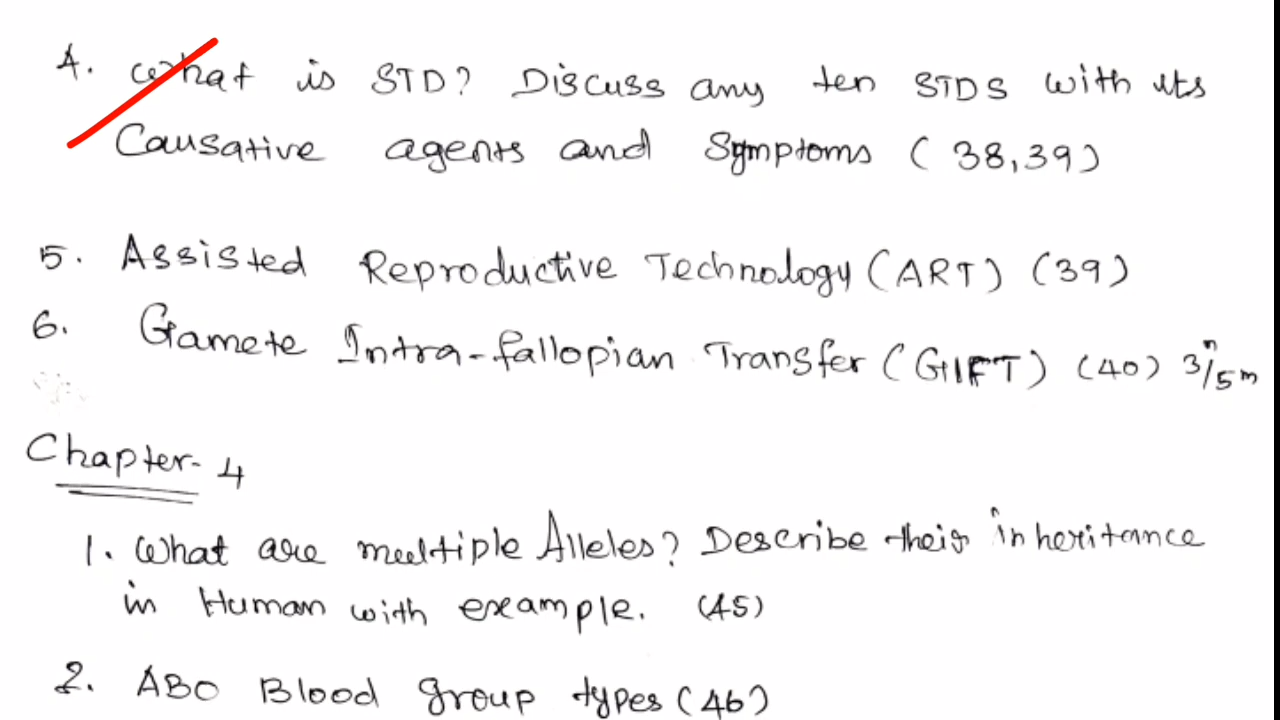 4. What is STD? Discuss any ten STDS with its
Causative agents and Symptoms (38,39)
5. Assisted Reproductive Technology (ART) (39)
6. Gamete Intra-fallopian Transfer (GIFT) (40) 3/5m
Chapter-4
1. What are multiple Alleles? Describe their inheritance
in Human with example. (45)
2. ABO Blood group types (46)